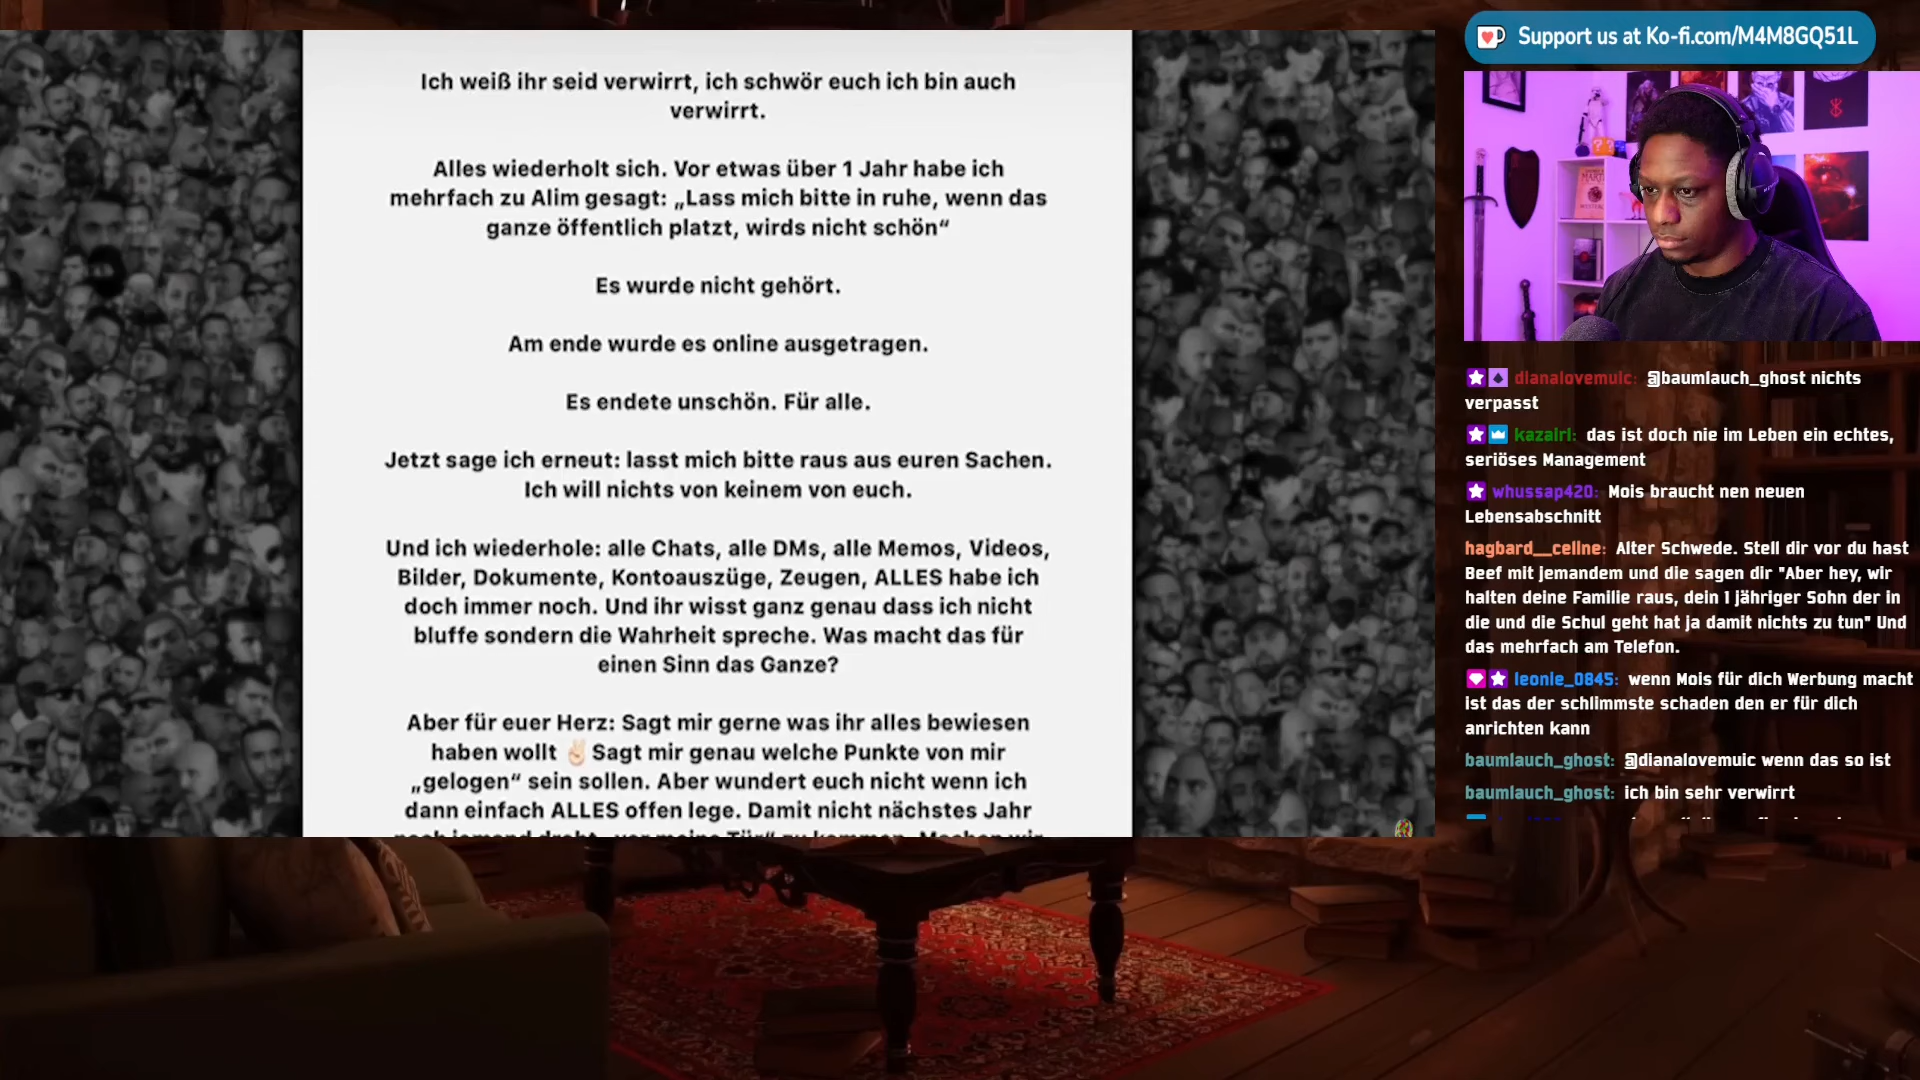 Support us at Ko-fi.com/M4M8GQ51L
Ich weiß ihr seid verwirrt, ich schwör euch ich bin auch
verwirrt.
Alles wiederholt sich. Vor etwas über 1 Jahr habe ich
mehrfach zu Alim gesagt: „Lass mich bitte in ruhe, wenn das
ganze öffentlich platzt, wirds nicht schön“
Es wurde nicht gehört.
Am ende wurde es online ausgetragen.
Es endete unschön. Für alle.
Jetzt sage ich erneut: lasst mich bitte raus aus euren Sachen.
Ich will nichts von keinem von euch.
Und ich wiederhole: alle Chats, alle DMs, alle Memos, Videos,
Bilder, Dokumente, Kontoauszüge, Zeugen, ALLES habe ich
doch immer noch. Und ihr wisst ganz genau dass ich nicht
bluffe sondern die Wahrheit spreche. Was macht das für
einen Sinn das Ganze?
Aber für euer Herz: Sagt mir gerne was ihr alles bewiesen
haben wollt ✌🏻 Sagt mir genau welche Punkte von mir
„gelogen“ sein sollen. Aber wundert euch nicht wenn ich
dann einfach ALLES offen lege. Damit nicht nächstes Jahr
dianalovemuic: @baumlauch_ghost nichts
verpasst
kazairi: das ist doch nie im Leben ein echtes,
seriöses Management
whussap420: Mois braucht nen neuen
Lebensabschnitt
hagbard__celine: Alter Schwede. Stell dir vor du hast
Beef mit jemandem und die sagen dir "Aber hey, wir
halten deine Familie raus, dein 1 jähriger Sohn der in
die und die Schul geht hat ja damit nichts zu tun" Und
das mehrfach am Telefon.
leonie_0845: wenn Mois für dich Werbung macht
ist das der schlimmste schaden den er für dich
anrichten kann
baumlauch_ghost: @dianalovemuic wenn das so ist
baumlauch_ghost: ich bin sehr verwirrt